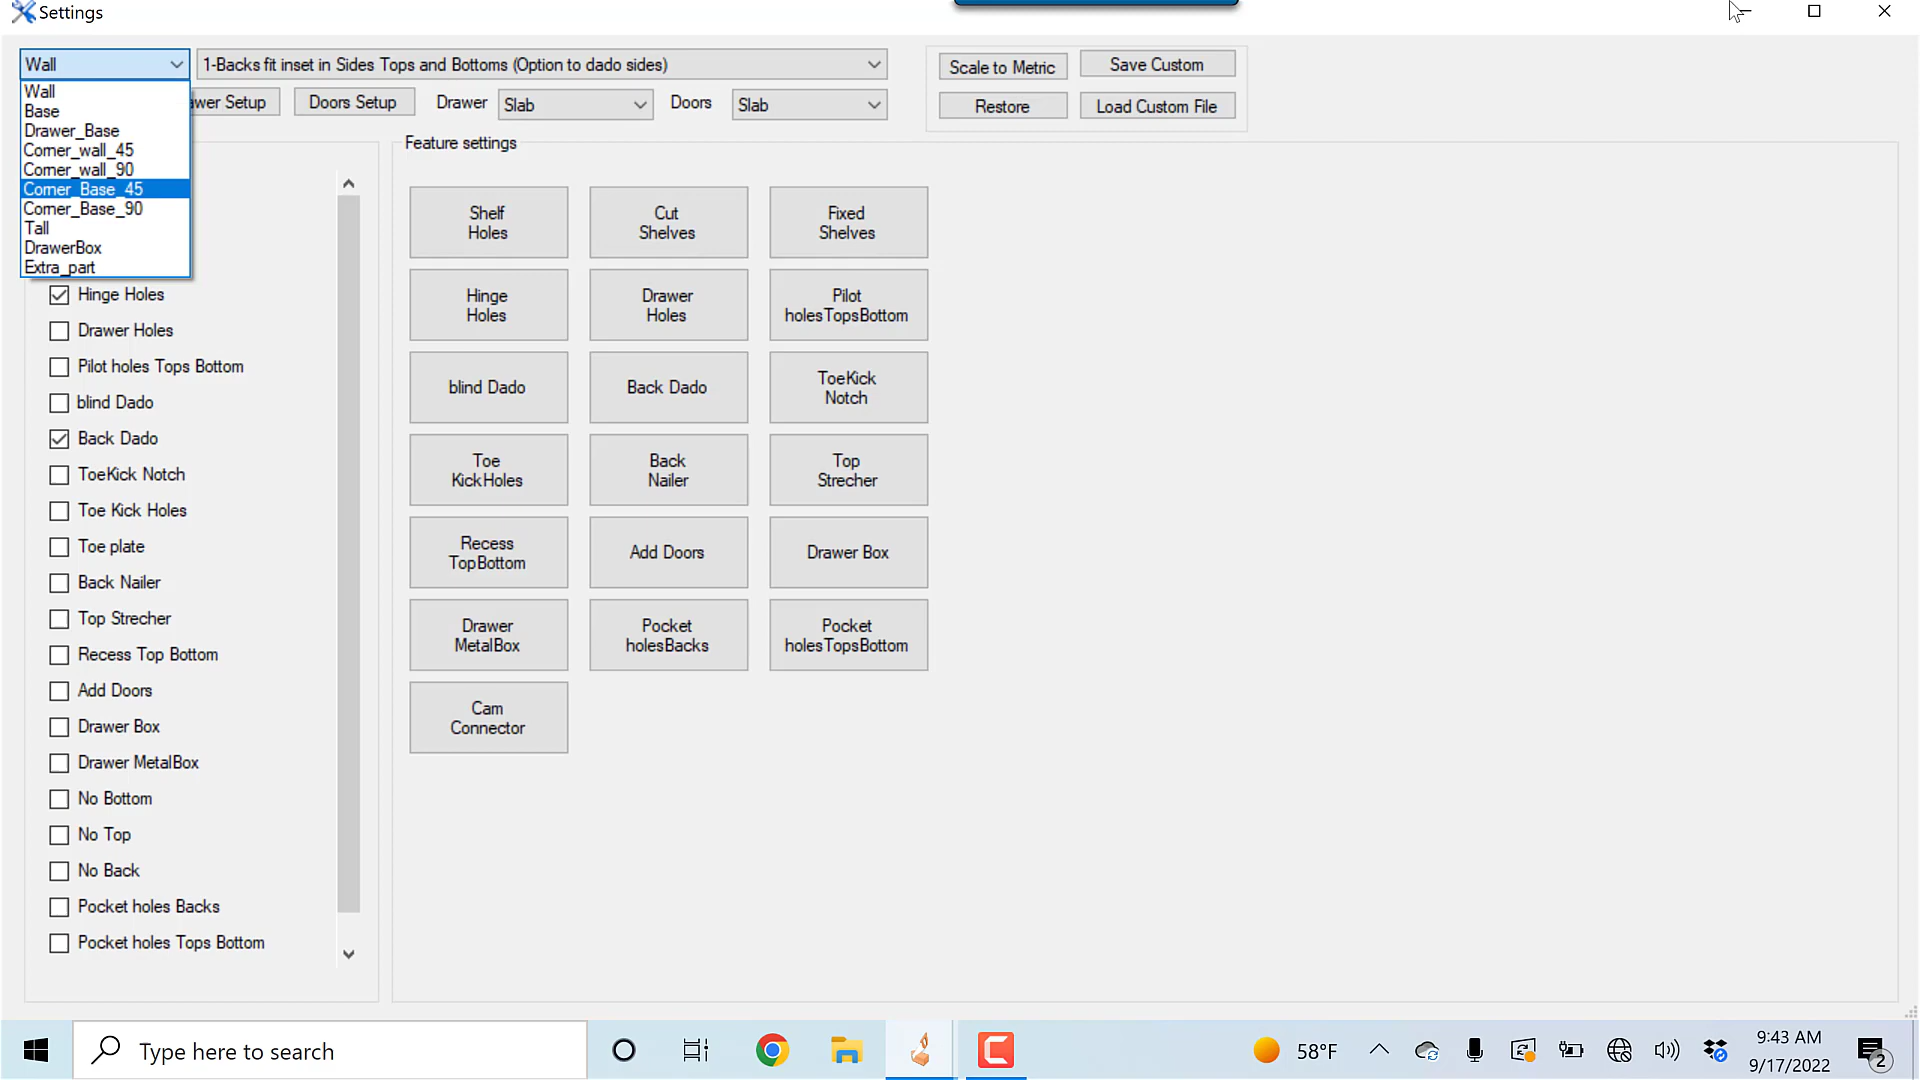 Settings
Wall
1-Backs fit inset in Sides Tops and Bottoms (Option to dado sides)
Scale to Metric
Save Custom
Restore
Load Custom File
Wall
Base
Drawer_Base
Corner_wall_45
Corner_wall_90
Corner_Base_45
Corner_Base_90
Tall
DrawerBox
Extra_part
Setup
Doors Setup
Drawer
Slab
Doors
Slab
Feature settings
Hinge Holes
Drawer Holes
Pilot holes Tops Bottom
blind Dado
Back Dado
ToeKick Notch
Toe Kick Holes
Toe plate
Back Nailer
Top Strecher
Recess Top Bottom
Add Doors
Drawer Box
Drawer MetalBox
No Bottom
No Top
No Back
Pocket holes Backs
Pocket holes Tops Bottom
Shelf
Holes
Cut
Shelves
Fixed
Shelves
Hinge
Holes
Drawer
Holes
Pilot
holesTopsBottom
blind Dado
Back Dado
ToeKick
Notch
Toe
KickHoles
Back
Nailer
Top
Strecher
Recess
TopBottom
Add Doors
Drawer Box
Drawer
MetalBox
Pocket
holesBacks
Pocket
holesTopsBottom
Cam
Connector
Type here to search
58°F
9:43 AM
9/17/2022
2